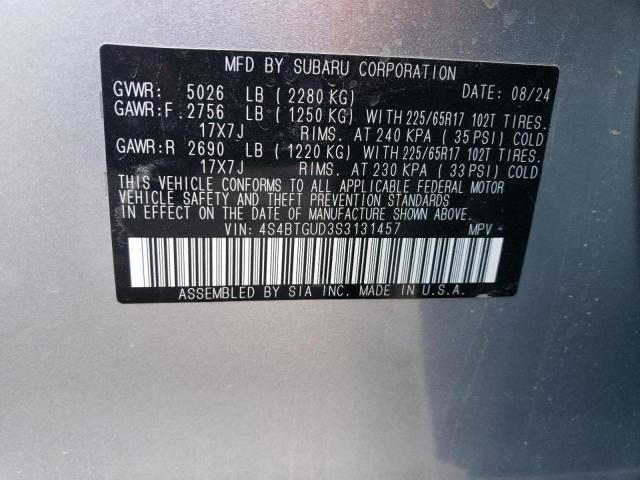 MFD BY SUBARU CORPORATION
GVWR: 5026 LB ( 2280 KG) DATE: 08/24
GAWR:F 2756 LB ( 1250 KG) WITH 225/65R17 102T TIRES.
17X7J RIMS. AT 240 KPA ( 35 PSI) COLD
GAWR:R 2690 LB ( 1220 KG) WITH 225/65R17 102T TIRES.
17X7J RIMS. AT 230 KPA ( 33 PSI) COLD
THIS VEHICLE CONFORMS TO ALL APPLICABLE FEDERAL MOTOR
VEHICLE SAFETY AND THEFT PREVENTION STANDARDS
IN EFFECT ON THE DATE OF MANUFACTURE SHOWN ABOVE.
VIN: 4S4BTGUD3S3131457 MPV
ASSEMBLED BY SIA INC. MADE IN U.S.A.